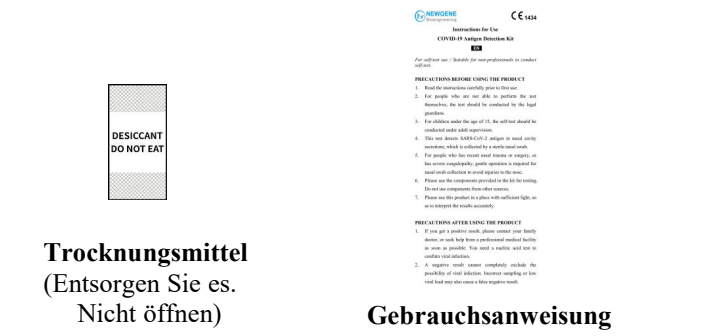 DESICCANT
DO NOT EAT
Trocknungsmittel
(Entsorgen Sie es.
Nicht öffnen)
NEWGENE
Bioengineering
CE 1434
Instructions for Use
COVID-19 Antigen Detection Kit
EN
For self-test use / Suitable for non-professionals to conduct
self-test.
PRECAUTIONS BEFORE USING THE PRODUCT
1. Read the instructions carefully prior to first use.
2. For people who are not able to perform the test
themselves, the test should be conducted by the legal
guardians.
3. For children under the age of 15, the self-test should be
conducted under adult supervision.
4. This test detects SARS-CoV-2 antigen in nasal cavity
secretions, which is collected by a sterile nasal swab.
5. For people who has recent nasal trauma or surgery, or
has severe coagulopathy, gentle operation is required for
nasal swab collection to avoid injuries to the nose.
6. Please use the components provided in the kit for testing.
Do not use components from other sources.
7. Please use this product in a place with sufficient light, so
as to interpret the results accurately.
PRECAUTIONS AFTER USING THE PRODUCT
1. If you get a positive result, please contact your family
doctor, or seek help from a professional medical facility
as soon as possible. You need a nucleic acid test to
confirm viral infection.
2. A negative result cannot completely exclude the
possibility of viral infection. Incorrect sampling or low
viral load may also cause a false negative result.
Gebrauchsanweisung